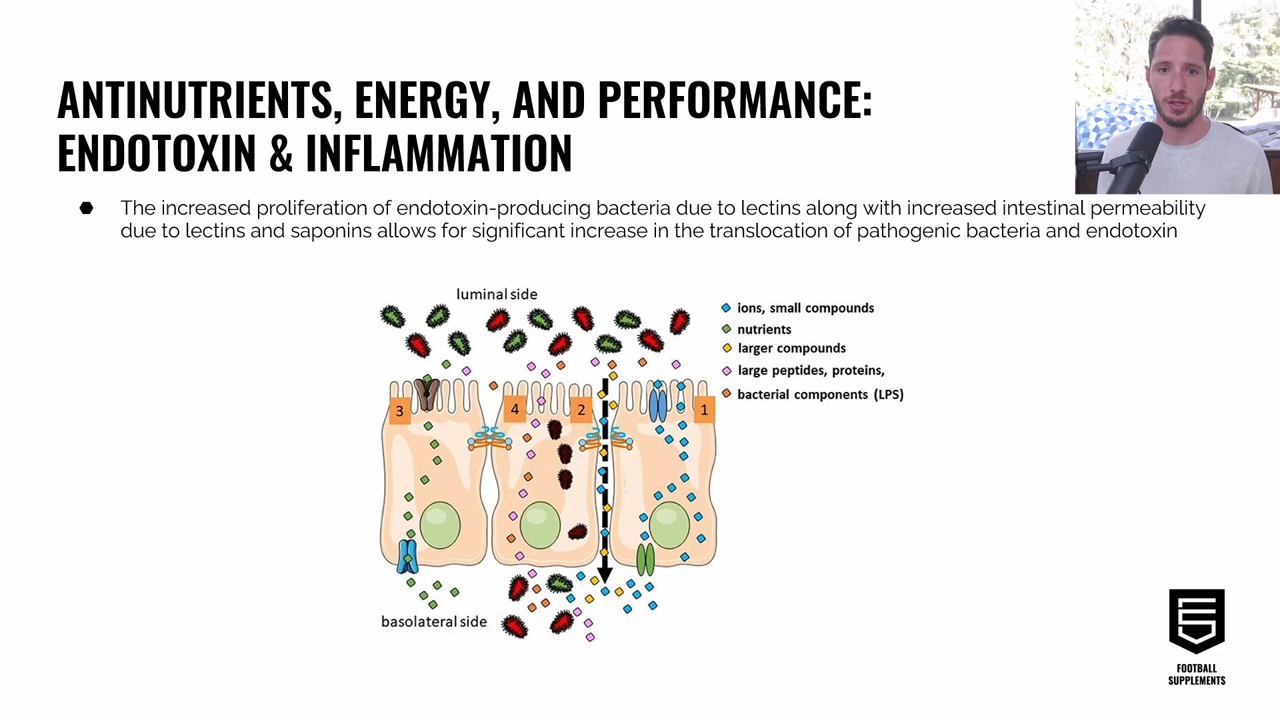 ANTINUTRIENTS, ENERGY, AND PERFORMANCE:
ENDOTOXIN & INFLAMMATION
The increased proliferation of endotoxin-producing bacteria due to lectins along with increased intestinal permeability
due to lectins and saponins allows for significant increase in the translocation of pathogenic bacteria and endotoxin
luminal side
ions, small compounds
nutrients
larger compounds
large peptides, proteins,
bacterial components (LPS)
3
4
2
1
basolateral side
FOOTBALL
SUPPLEMENTS